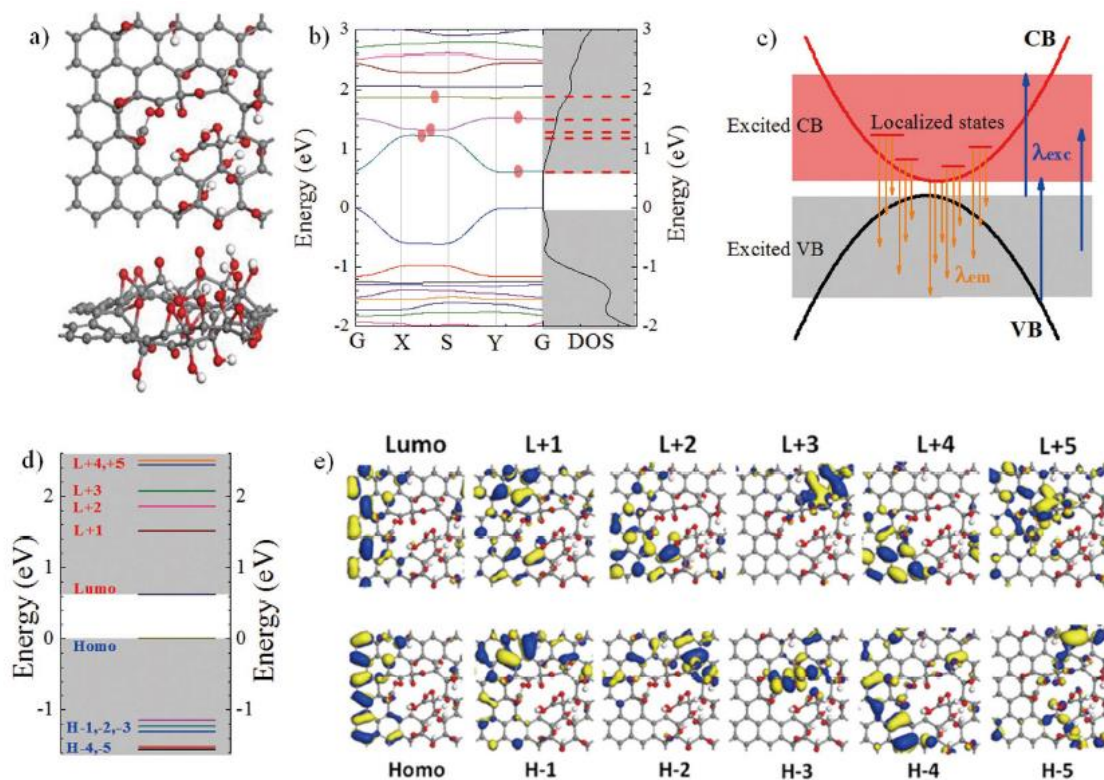 a)
b)
3
2
1
0
-1
-2
Energy (eV)
G X S Y G DOS
3
2
1
0
-1
-2
Energy (eV)
c)
CB
Excited CB
Localized states
λexc
Excited VB
λem
VB
d)
Energy (eV)
2
1
0
-1
L+4,+5
L+3
L+2
L+1
Lumo
Homo
H-1,-2,-3
H-4,-5
2
1
0
-1
Energy (eV)
e)
Lumo L+1 L+2 L+3 L+4 L+5
Homo H-1 H-2 H-3 H-4 H-5